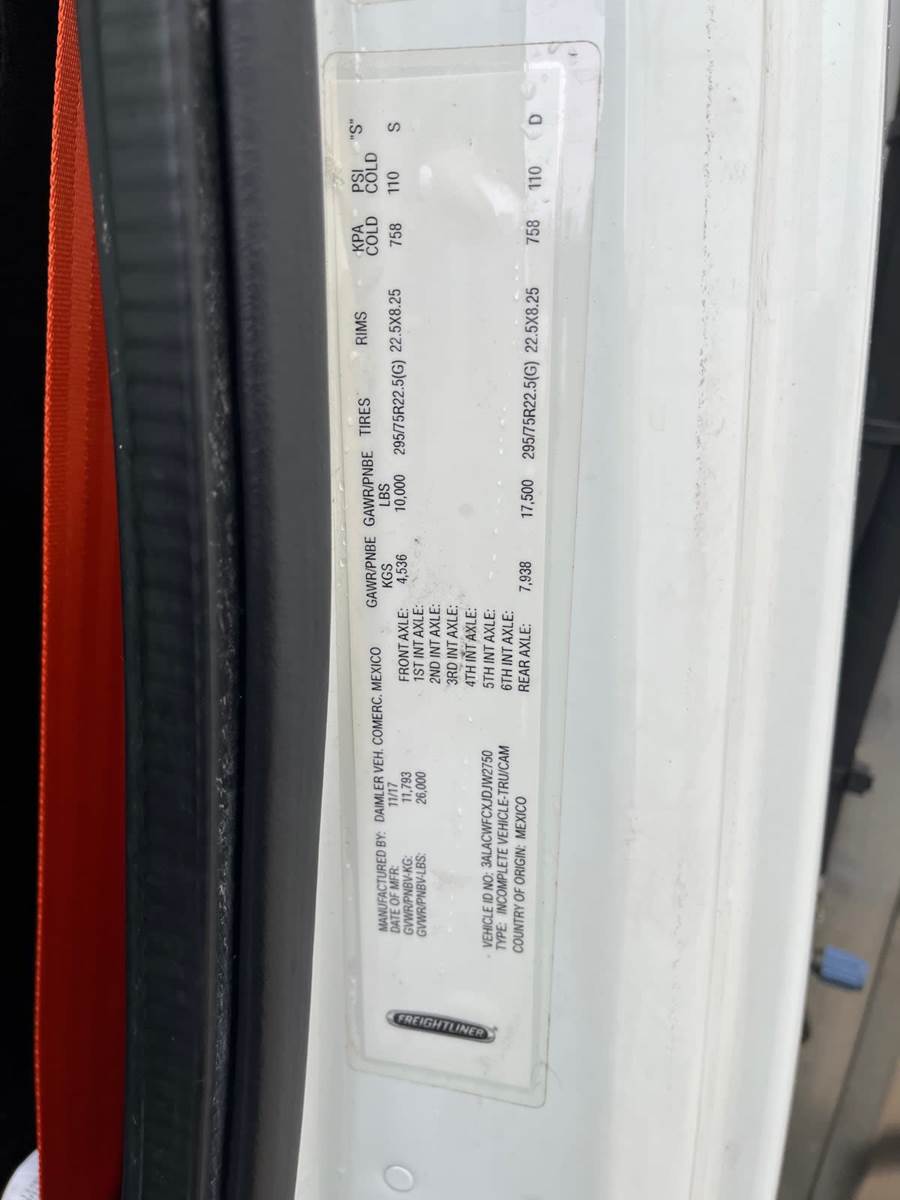 FREIGHTLINER
MANUFACTURED BY: DAIMLER VEH. COMERC. MEXICO
DATE OF MFR: 11/17
GVWR/PNBV-KG: 11,793
GVWR/PNBV-LBS: 26,000
VEHICLE ID NO: 3ALACWFCXJDJW2750
TYPE: INCOMPLETE VEHICLE-TRU/CAM
COUNTRY OF ORIGIN: MEXICO
GAWR/PNBE GAWR/PNBE TIRES RIMS KPA PSI "S"
KGS LBS COLD COLD
FRONT AXLE: 4,536 10,000 295/75R22.5(G) 22.5X8.25 758 110 S
1ST INT AXLE:
2ND INT AXLE:
3RD INT AXLE:
4TH INT AXLE:
5TH INT AXLE:
6TH INT AXLE:
REAR AXLE: 7,938 17,500 295/75R22.5(G) 22.5X8.25 758 110 D